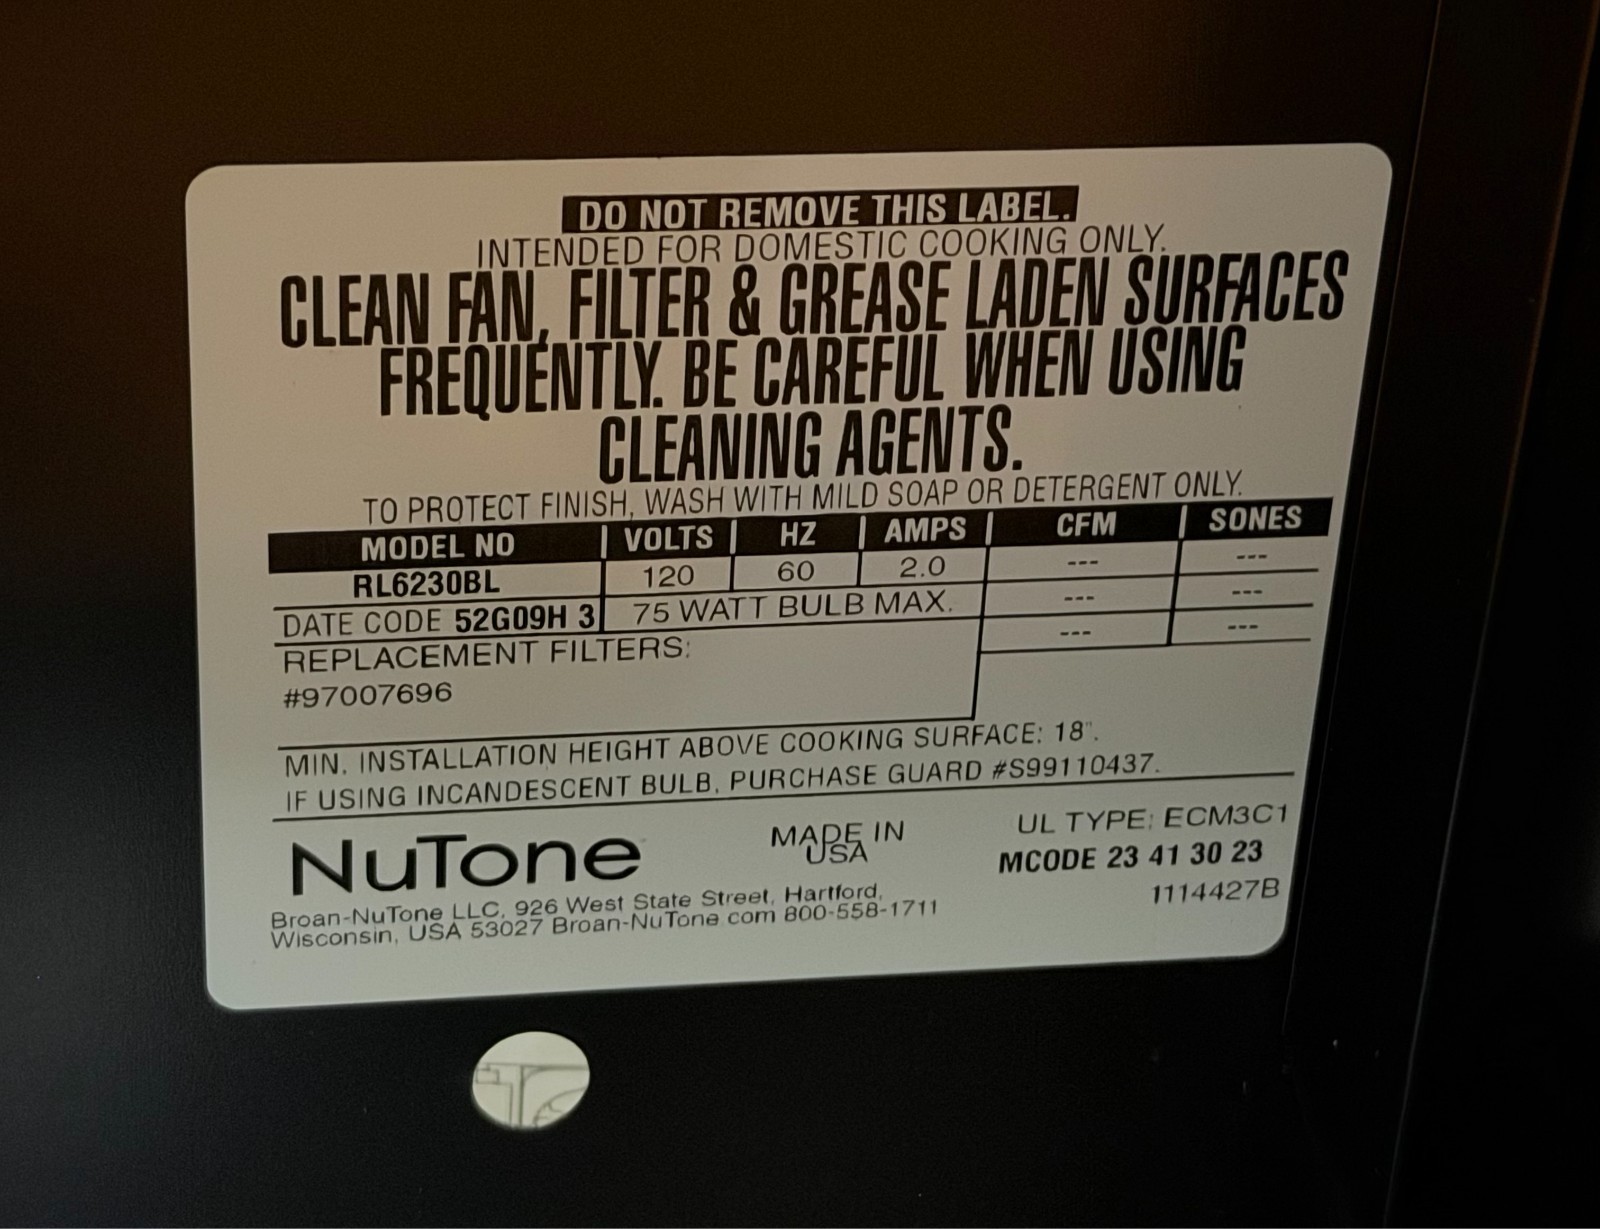 DO NOT REMOVE THIS LABEL.
INTENDED FOR DOMESTIC COOKING ONLY.
CLEAN FAN, FILTER & GREASE LADEN SURFACES
FREQUENTLY. BE CAREFUL WHEN USING
CLEANING AGENTS.
TO PROTECT FINISH, WASH WITH MILD SOAP OR DETERGENT ONLY.
MODEL NO VOLTS HZ AMPS CFM SONES
RL6230BL 120 60 2.0 --- ---
DATE CODE 52G09H 3 75 WATT BULB MAX. --- ---
REPLACEMENT FILTERS: --- ---
#97007696
MIN. INSTALLATION HEIGHT ABOVE COOKING SURFACE: 18".
IF USING INCANDESCENT BULB, PURCHASE GUARD #S99110437.
NuTone
MADE IN
USA
UL TYPE: ECM3C1
MCODE 23 41 30 23
1114427B
Broan-NuTone LLC, 926 West State Street, Hartford,
Wisconsin, USA 53027 Broan-NuTone.com 800-558-1711